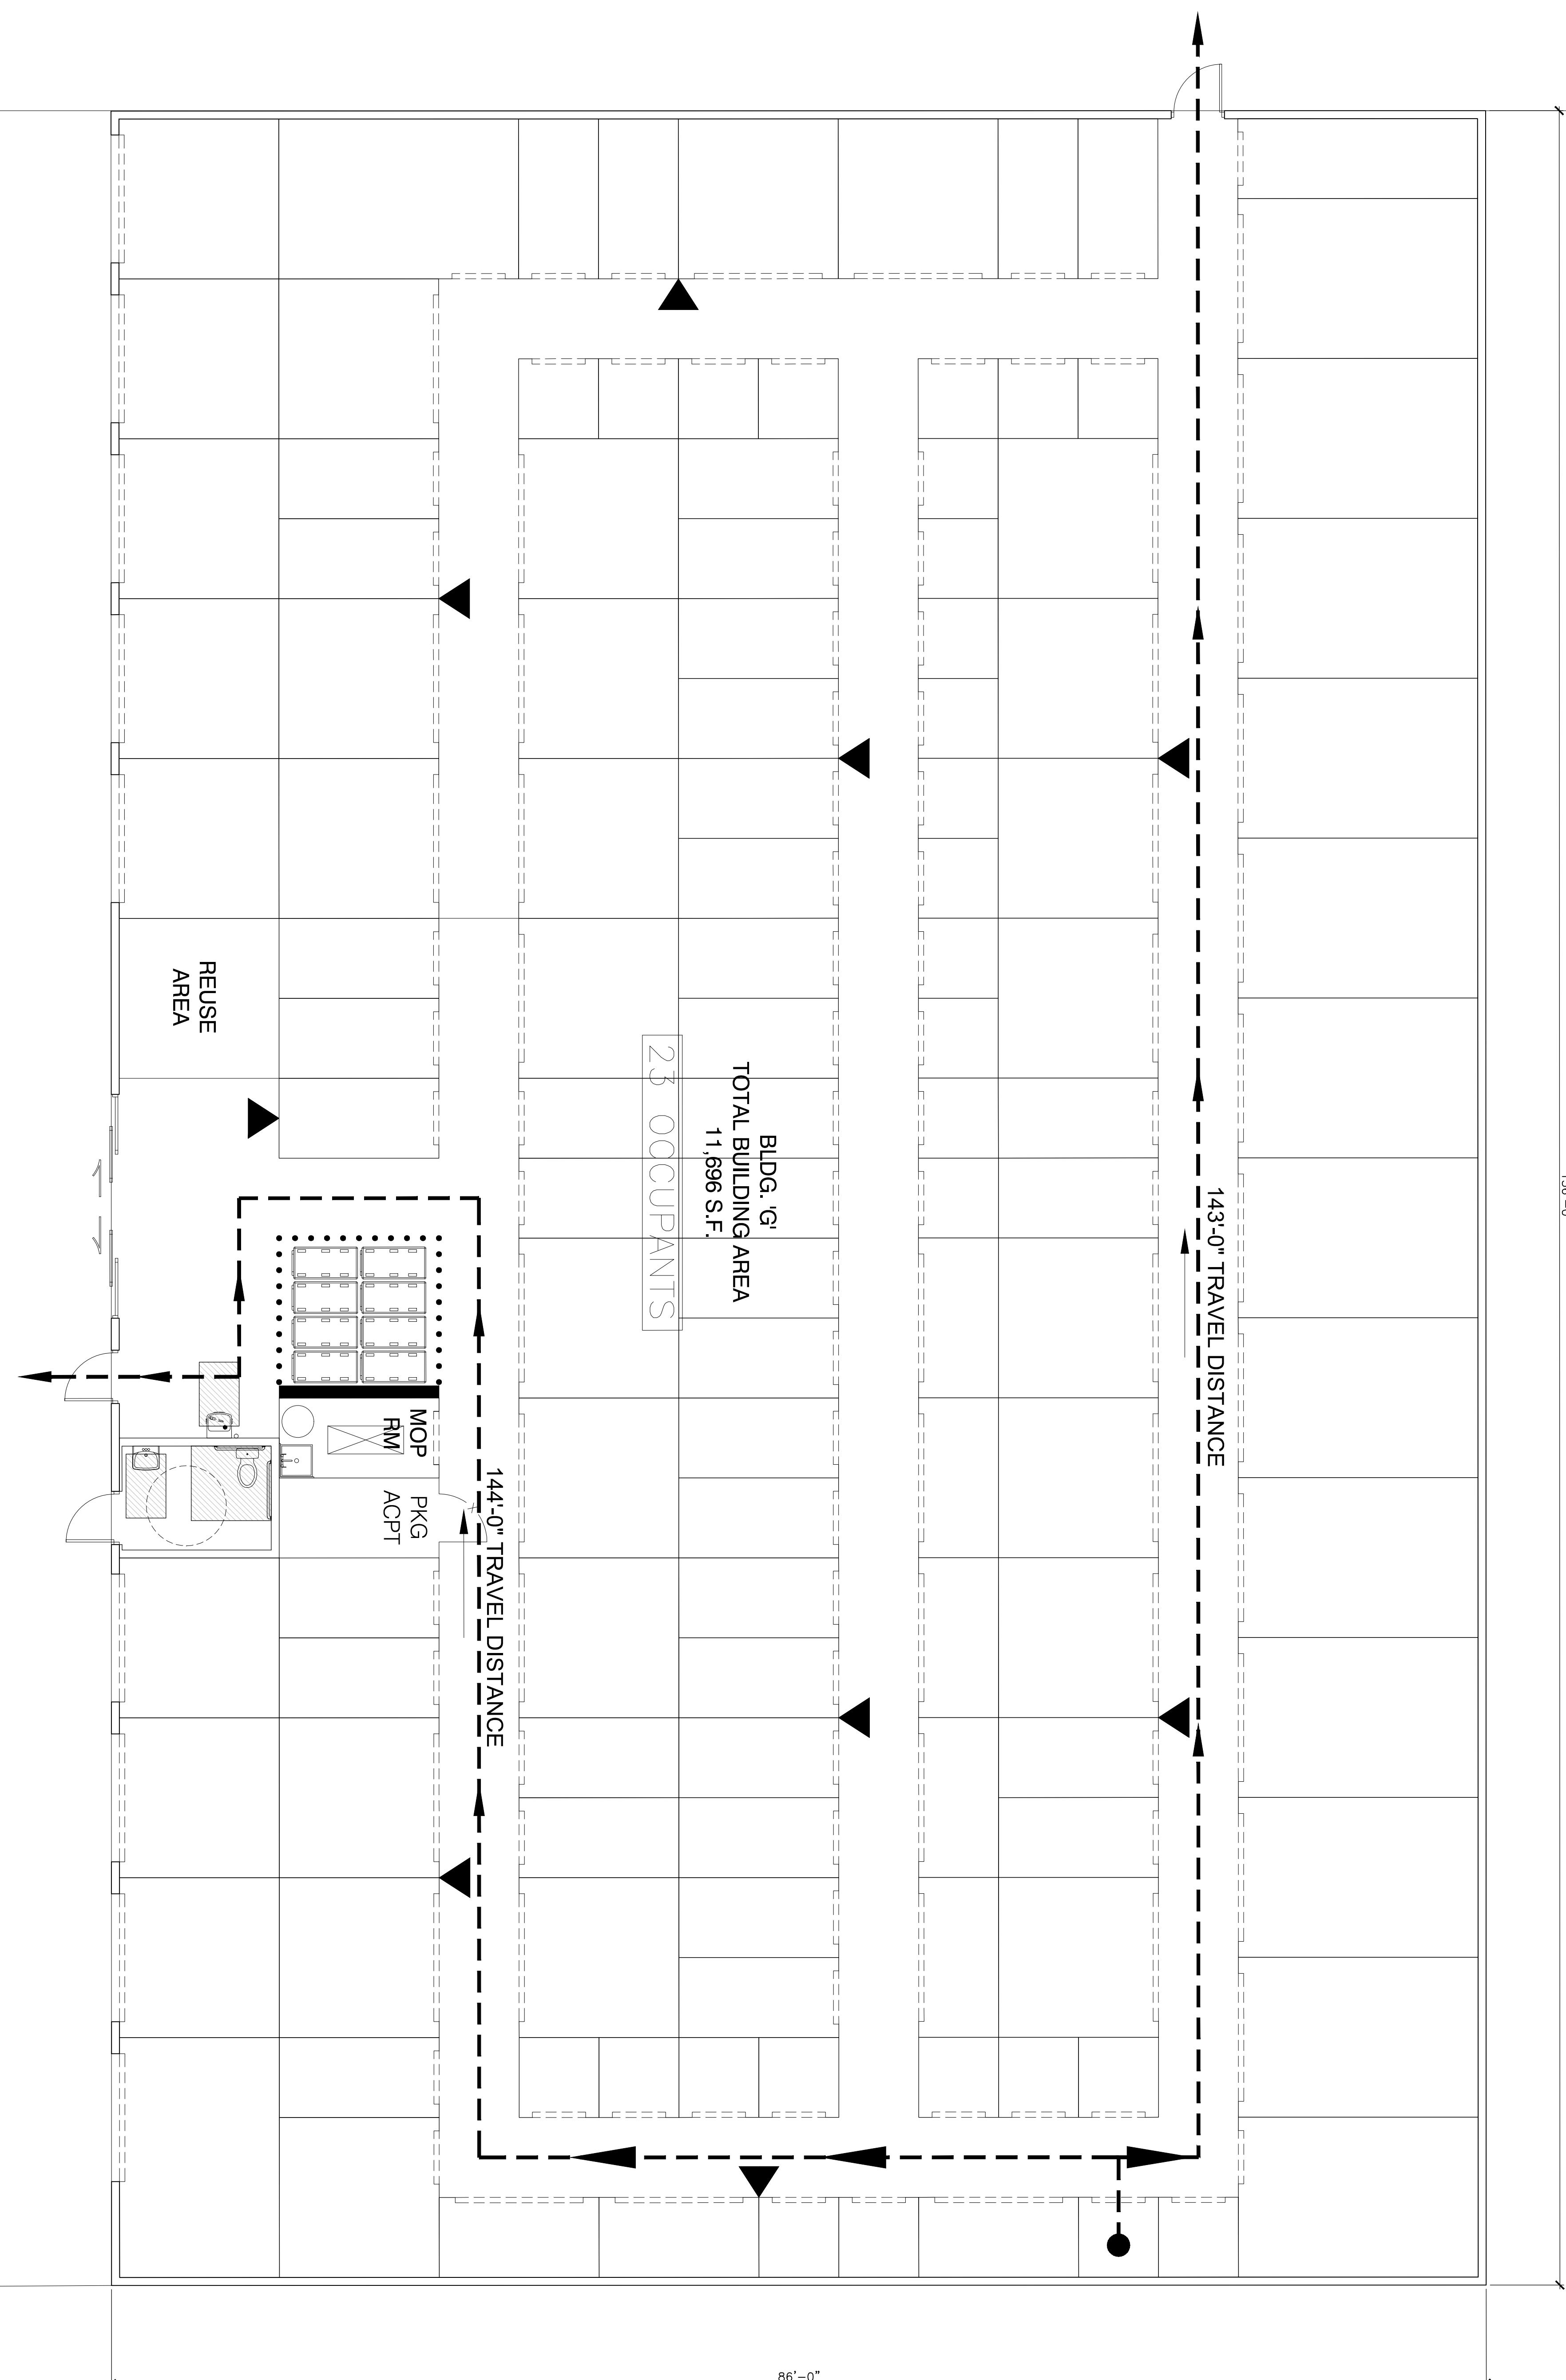 REUSE
AREA
BLDG. 'G'
TOTAL BUILDING AREA
11,696 S.F.
23 OCCUPANTS
143'-0" TRAVEL DISTANCE
144'-0" TRAVEL DISTANCE
MOP
RM
PKG
ACPT
86'-0"